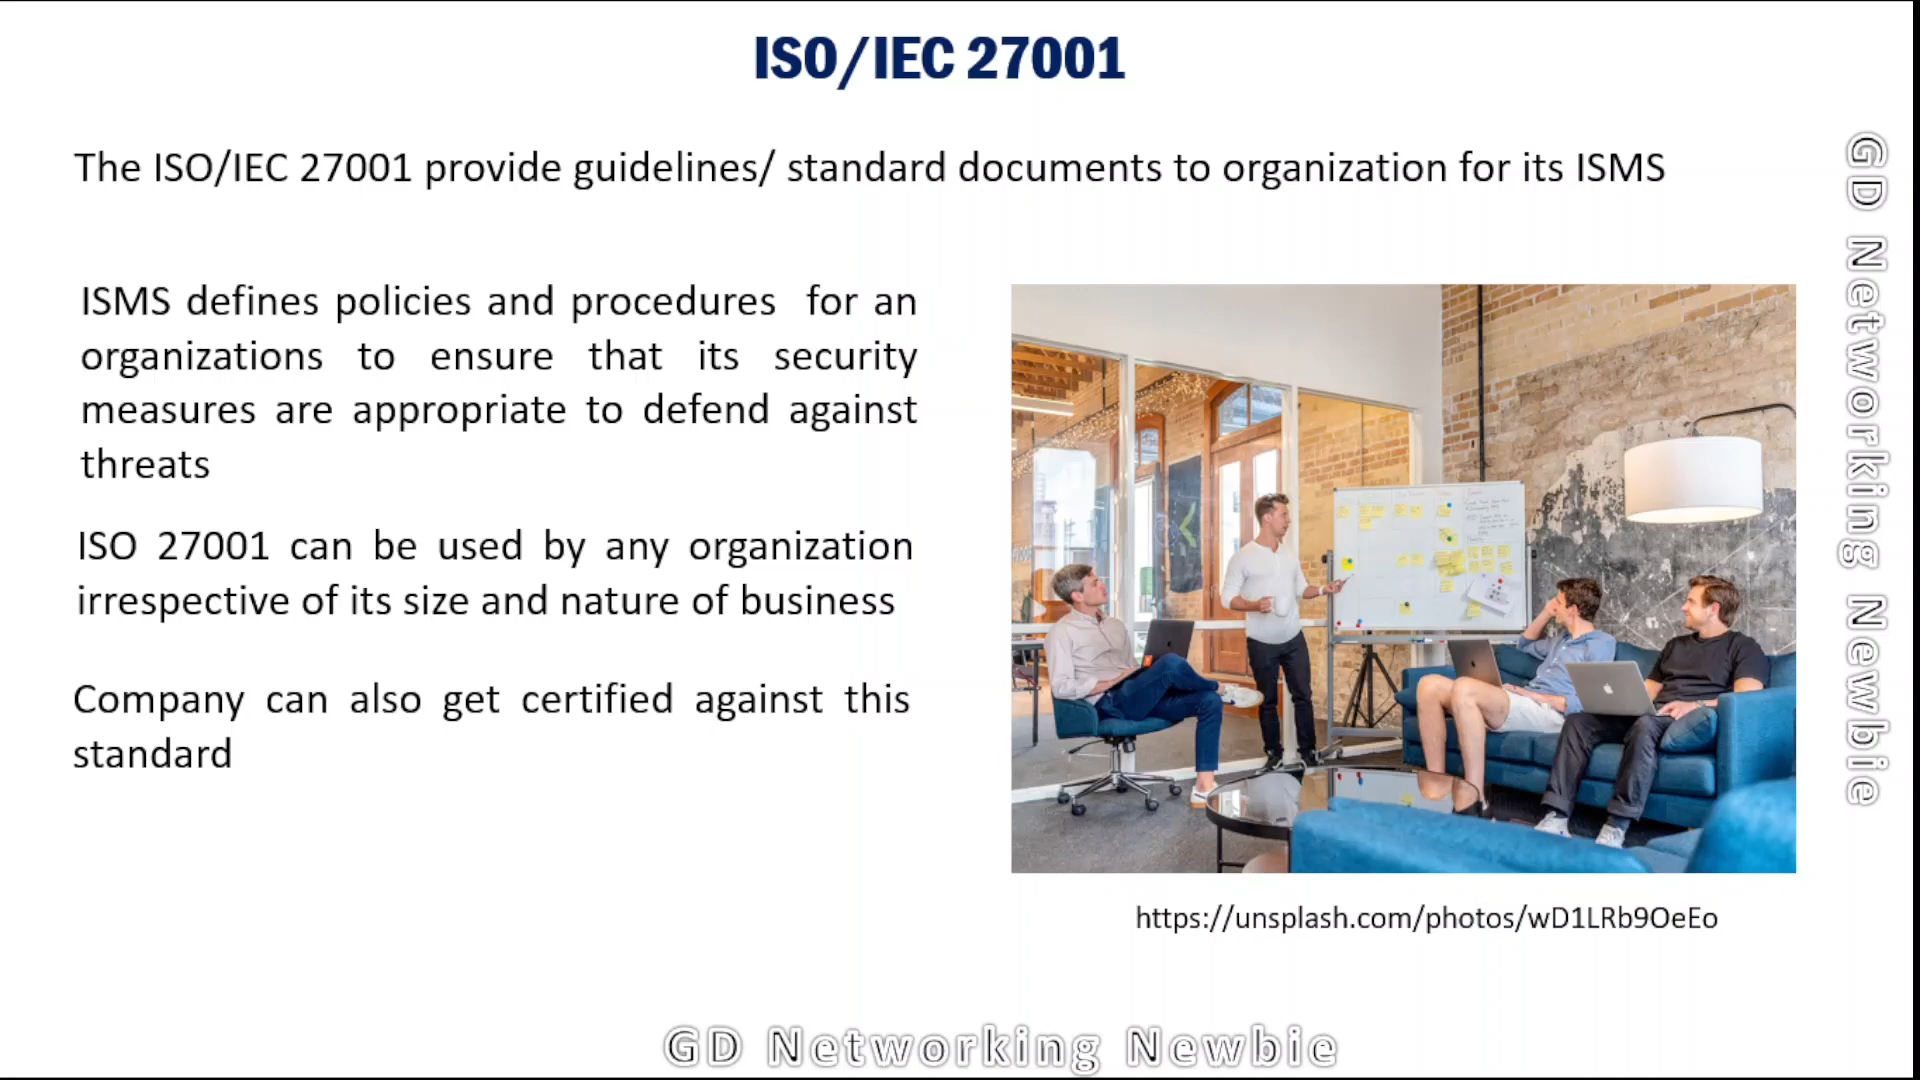 ISO/IEC 27001
The ISO/IEC 27001 provide guidelines/ standard documents to organization for its ISMS
ISMS defines policies and procedures for an
organizations to ensure that its security
measures are appropriate to defend against
threats
ISO 27001 can be used by any organization
irrespective of its size and nature of business
Company can also get certified against this
standard
https://unsplash.com/photos/wD1LRb9OeEo
GD Networking Newbie
GD Networking Newbie